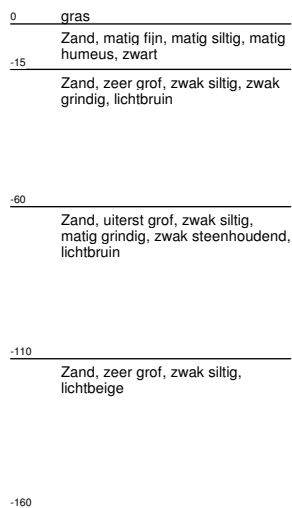 0 gras
Zand, matig fijn, matig siltig, matig
humeus, zwart
-15
Zand, zeer grof, zwak siltig, zwak
grindig, lichtbruin
-60
Zand, uiterst grof, zwak siltig,
matig grindig, zwak steenhoudend,
lichtbruin
-110
Zand, zeer grof, zwak siltig,
lichtbeige
-160